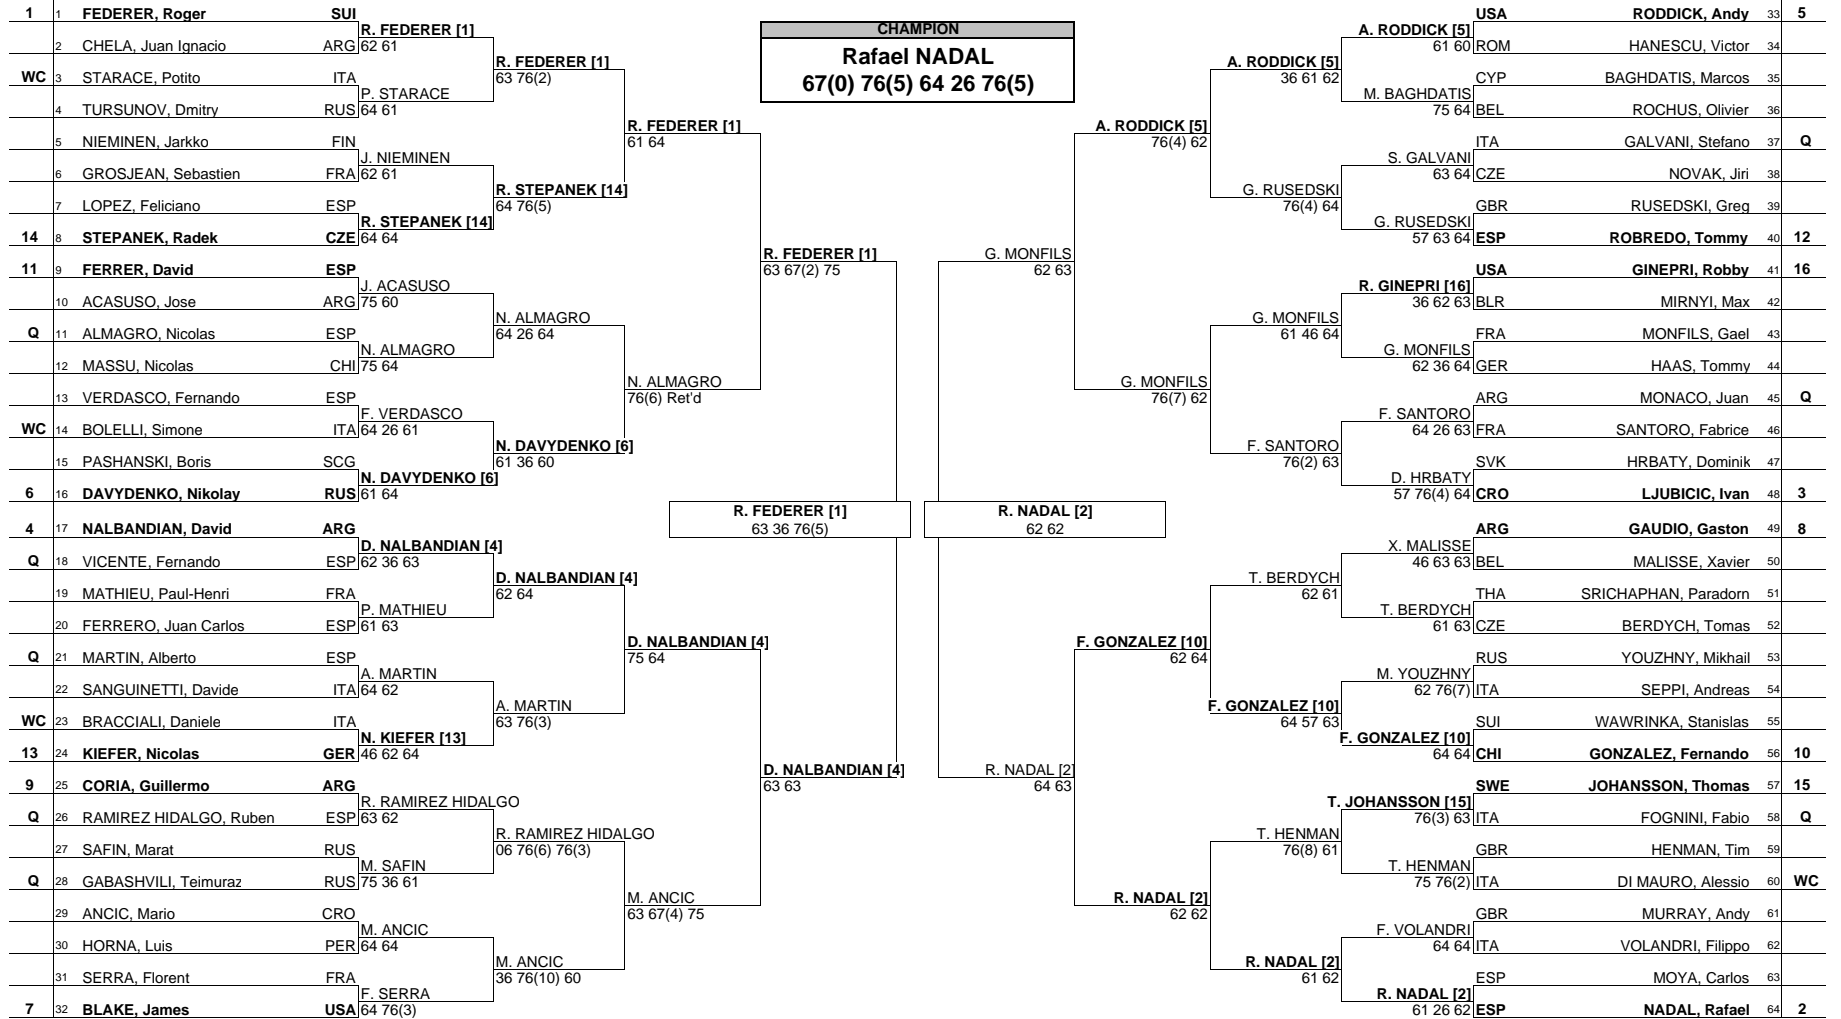 CHAMPION
Rafael NADAL
67(0) 76(5) 64 26 76(5)
1 1 FEDERER, Roger SUI
R. FEDERER [1]
2 CHELA, Juan Ignacio ARG 62 61
R. FEDERER [1]
WC 3 STARACE, Potito ITA
63 76(2)
P. STARACE
4 TURSUNOV, Dmitry RUS 64 61
R. FEDERER [1]
5 NIEMINEN, Jarkko FIN
61 64
J. NIEMINEN
6 GROSJEAN, Sebastien FRA 62 61
R. STEPANEK [14]
7 LOPEZ, Feliciano ESP
64 76(5)
R. STEPANEK [14]
14 8 STEPANEK, Radek CZE 64 64
R. FEDERER [1]
11 9 FERRER, David ESP
63 67(2) 75
J. ACASUSO
10 ACASUSO, Jose ARG 75 60
N. ALMAGRO
Q 11 ALMAGRO, Nicolas ESP
64 26 64
N. ALMAGRO
12 MASSU, Nicolas CHI 75 64
N. ALMAGRO
13 VERDASCO, Fernando ESP
76(6) Ret'd
F. VERDASCO
WC 14 BOLELLI, Simone ITA 64 26 61
N. DAVYDENKO [6]
15 PASHANSKI, Boris SCG
61 36 60
N. DAVYDENKO [6]
6 16 DAVYDENKO, Nikolay RUS 61 64
R. FEDERER [1]
63 36 76(5)
4 17 NALBANDIAN, David ARG
D. NALBANDIAN [4]
Q 18 VICENTE, Fernando ESP 62 36 63
D. NALBANDIAN [4]
19 MATHIEU, Paul-Henri FRA
62 64
P. MATHIEU
20 FERRERO, Juan Carlos ESP 61 63
D. NALBANDIAN [4]
Q 21 MARTIN, Alberto ESP
75 64
A. MARTIN
22 SANGUINETTI, Davide ITA 64 62
A. MARTIN
WC 23 BRACCIALI, Daniele ITA
63 76(3)
N. KIEFER [13]
13 24 KIEFER, Nicolas GER 46 62 64
D. NALBANDIAN [4]
9 25 CORIA, Guillermo ARG
63 63
R. RAMIREZ HIDALGO
Q 26 RAMIREZ HIDALGO, Ruben ESP 63 62
R. RAMIREZ HIDALGO
27 SAFIN, Marat RUS
06 76(6) 76(3)
M. SAFIN
Q 28 GABASHVILI, Teimuraz RUS 75 36 61
M. ANCIC
29 ANCIC, Mario CRO
63 67(4) 75
M. ANCIC
30 HORNA, Luis PER 64 64
M. ANCIC
31 SERRA, Florent FRA
36 76(10) 60
F. SERRA
7 32 BLAKE, James USA 64 76(3)
USA RODDICK, Andy 33 5
A. RODDICK [5]
61 60 ROM HANESCU, Victor 34
A. RODDICK [5]
CYP BAGHDATIS, Marcos 35
36 61 62
M. BAGHDATIS
75 64 BEL ROCHUS, Olivier 36
A. RODDICK [5]
ITA GALVANI, Stefano 37 Q
76(4) 62
S. GALVANI
63 64 CZE NOVAK, Jiri 38
G. RUSEDSKI
GBR RUSEDSKI, Greg 39
76(4) 64
G. RUSEDSKI
57 63 64 ESP ROBREDO, Tommy 40 12
G. MONFILS
USA GINEPRI, Robby 41 16
62 63
R. GINEPRI [16]
36 62 63 BLR MIRNYI, Max 42
G. MONFILS
FRA MONFILS, Gael 43
61 46 64
G. MONFILS
62 36 64 GER HAAS, Tommy 44
G. MONFILS
ARG MONACO, Juan 45 Q
76(7) 62
F. SANTORO
64 26 63 FRA SANTORO, Fabrice 46
F. SANTORO
SVK HRBATY, Dominik 47
76(2) 63
D. HRBATY
57 76(4) 64 CRO LJUBICIC, Ivan 48 3
R. NADAL [2]
62 62
ARG GAUDIO, Gaston 49 8
X. MALISSE
46 63 63 BEL MALISSE, Xavier 50
T. BERDYCH
THA SRICHAPHAN, Paradorn 51
62 61
T. BERDYCH
61 63 CZE BERDYCH, Tomas 52
F. GONZALEZ [10]
RUS YOUZHNY, Mikhail 53
62 64
M. YOUZHNY
62 76(7) ITA SEPPI, Andreas 54
F. GONZALEZ [10]
SUI WAWRINKA, Stanislas 55
64 57 63
F. GONZALEZ [10]
64 64 CHI GONZALEZ, Fernando 56 10
R. NADAL [2]
SWE JOHANSSON, Thomas 57 15
64 63
T. JOHANSSON [15]
76(3) 63 ITA FOGNINI, Fabio 58 Q
T. HENMAN
GBR HENMAN, Tim 59
76(8) 61
T. HENMAN
75 76(2) ITA DI MAURO, Alessio 60 WC
R. NADAL [2]
GBR MURRAY, Andy 61
62 62
F. VOLANDRI
64 64 ITA VOLANDRI, Filippo 62
R. NADAL [2]
ESP MOYA, Carlos 63
61 62
R. NADAL [2]
61 26 62 ESP NADAL, Rafael 64 2